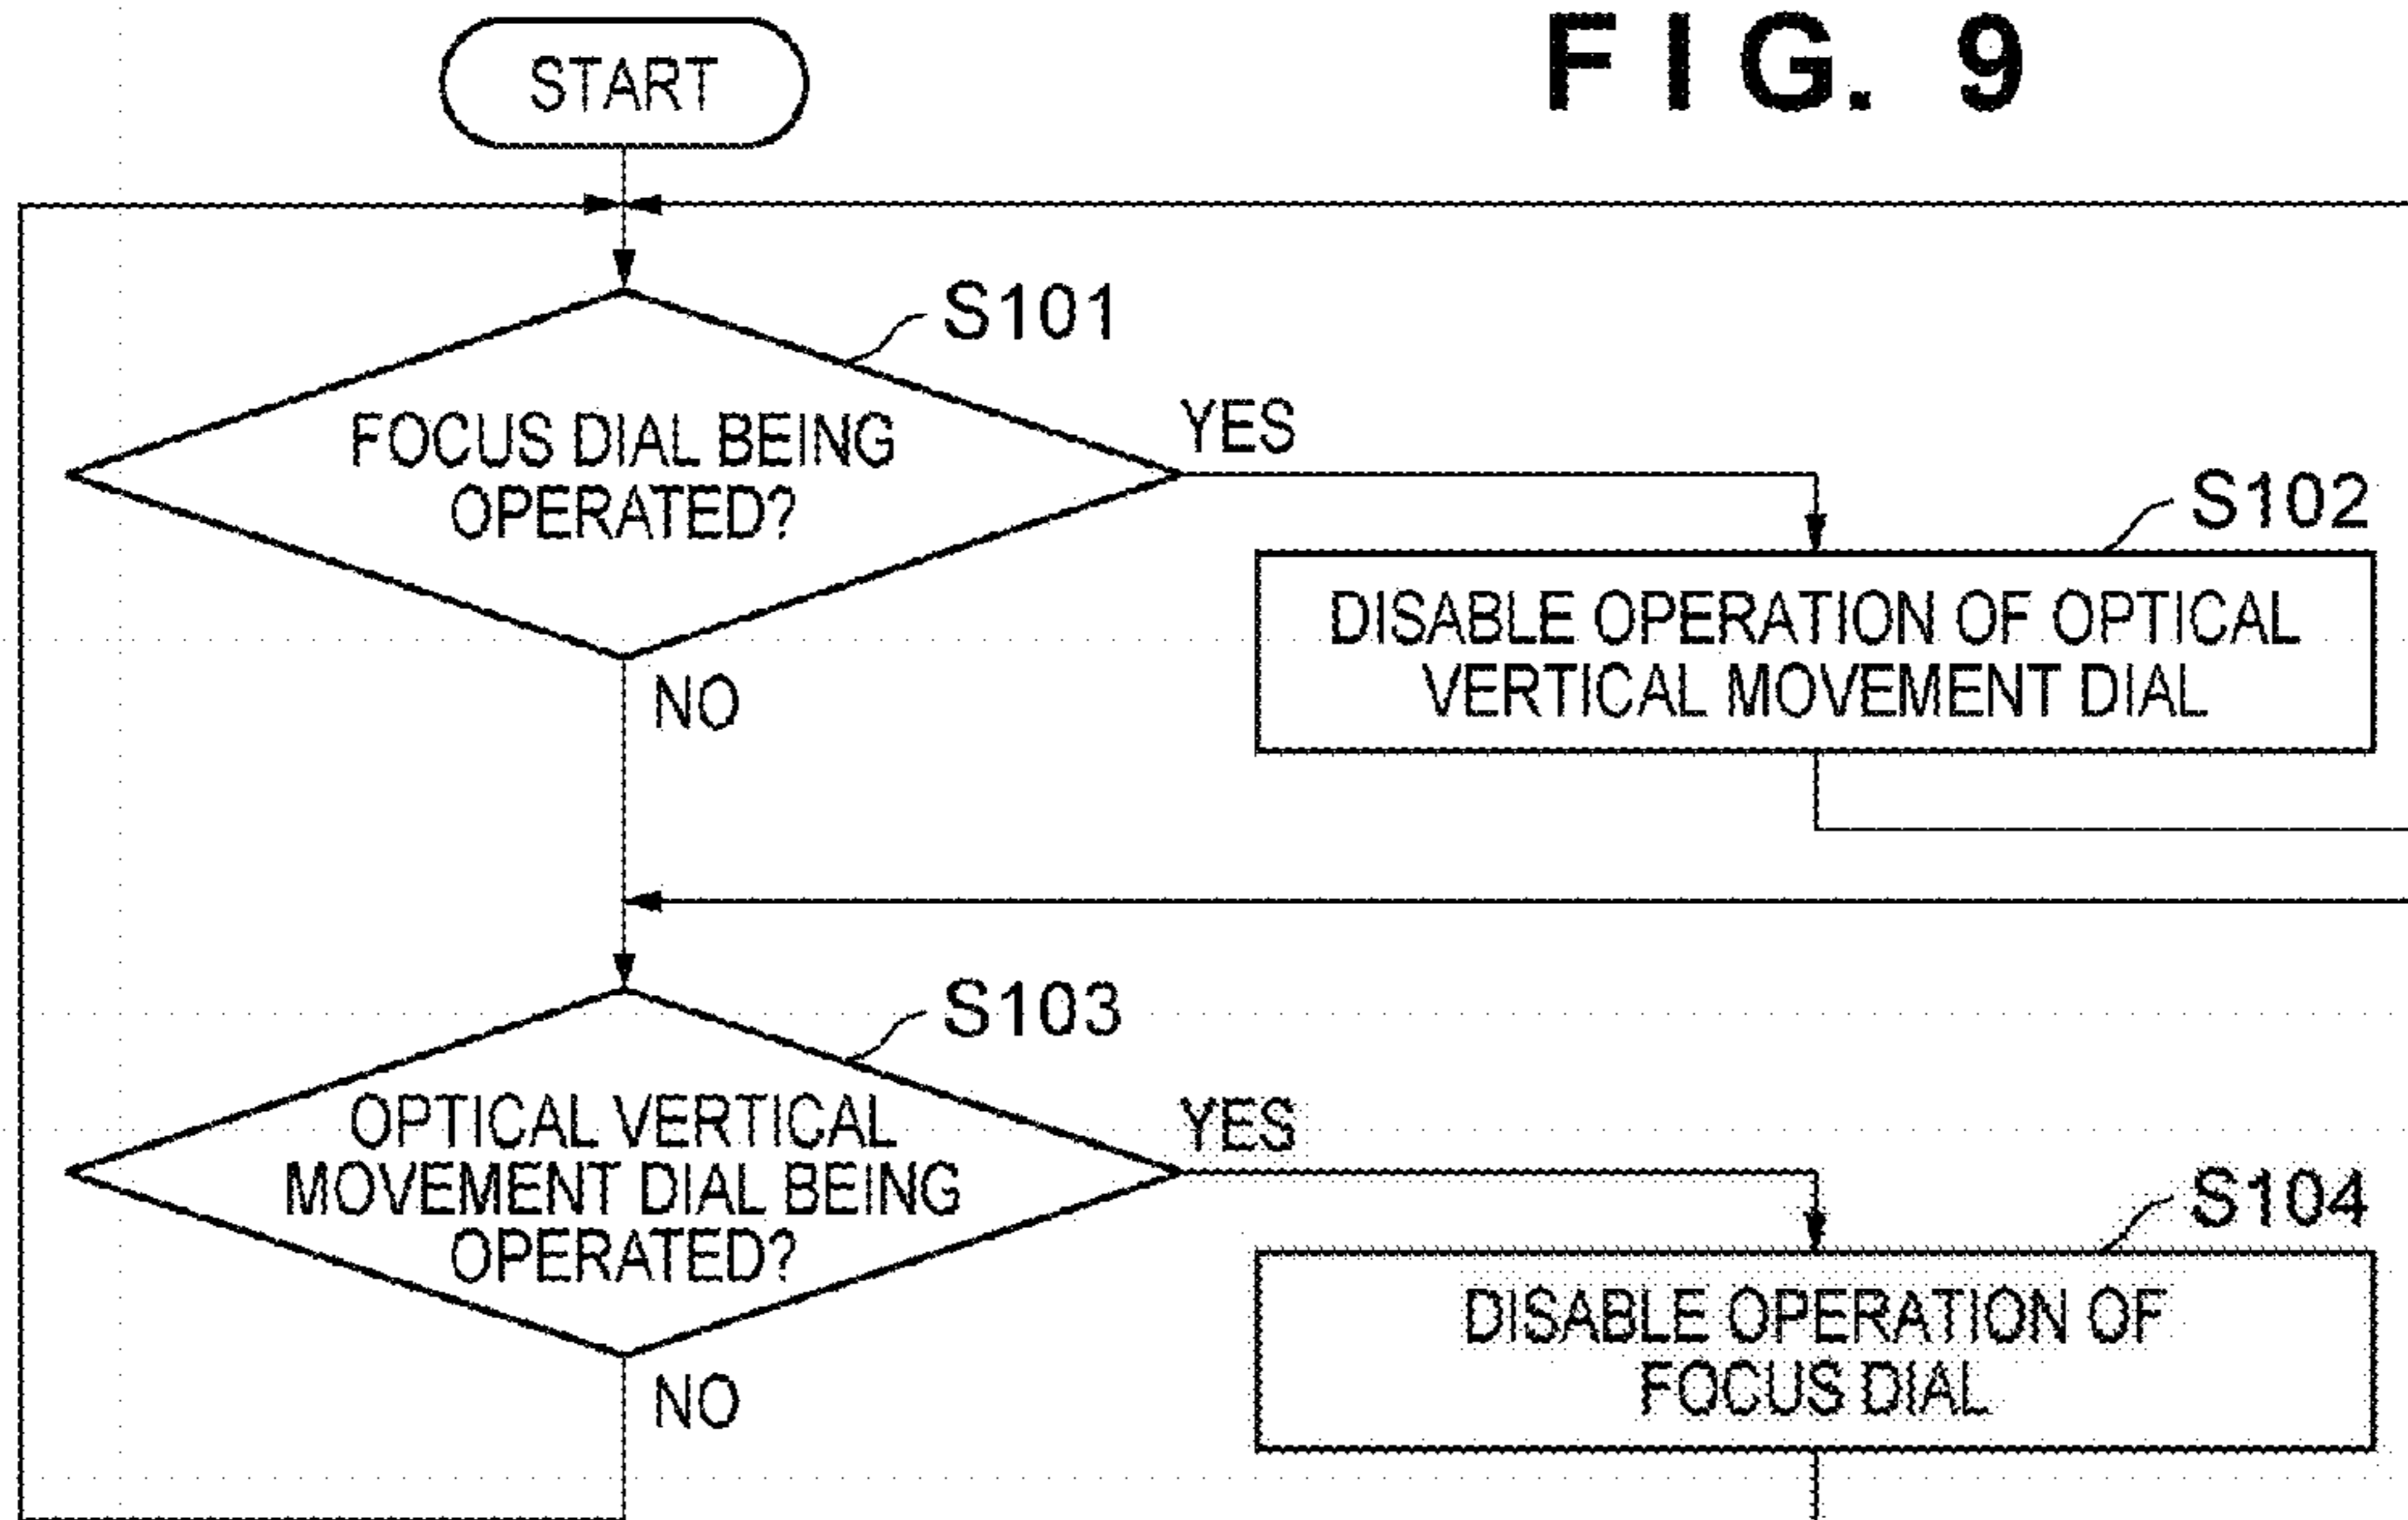 FIG. 9
START
S101
FOCUS DIAL BEING
OPERATED?
YES
S102
DISABLE OPERATION OF OPTICAL
VERTICAL MOVEMENT DIAL
NO
S103
OPTICAL VERTICAL
MOVEMENT DIAL BEING
OPERATED?
YES
S104
DISABLE OPERATION OF
FOCUS DIAL
NO